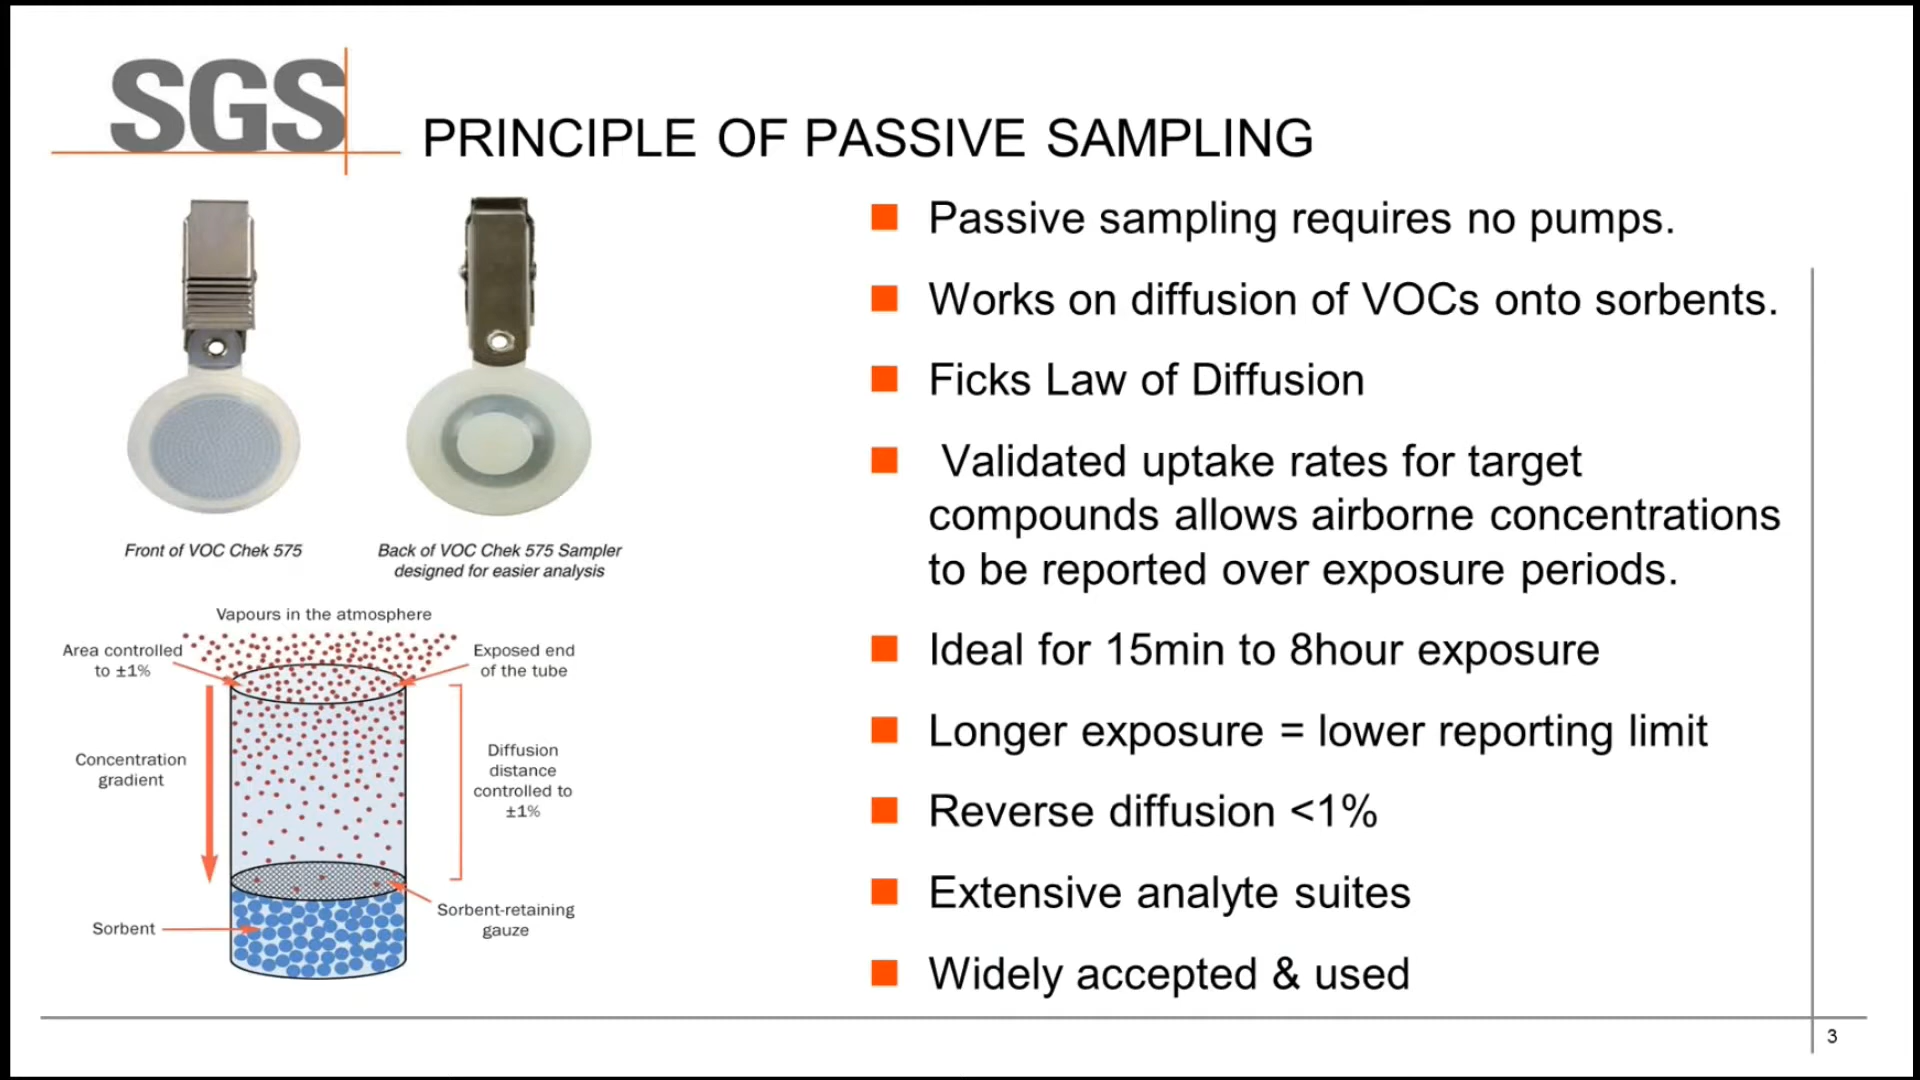 SGS
PRINCIPLE OF PASSIVE SAMPLING
Front of VOC Chek 575
Back of VOC Chek 575 Sampler
designed for easier analysis
Vapours in the atmosphere
Area controlled
to ±1%
Exposed end
of the tube
Concentration
gradient
Diffusion
distance
controlled to
±1%
Sorbent
Sorbent-retaining
gauze
Passive sampling requires no pumps.
Works on diffusion of VOCs onto sorbents.
Ficks Law of Diffusion
Validated uptake rates for target
compounds allows airborne concentrations
to be reported over exposure periods.
Ideal for 15min to 8hour exposure
Longer exposure = lower reporting limit
Reverse diffusion <1%
Extensive analyte suites
Widely accepted & used
3